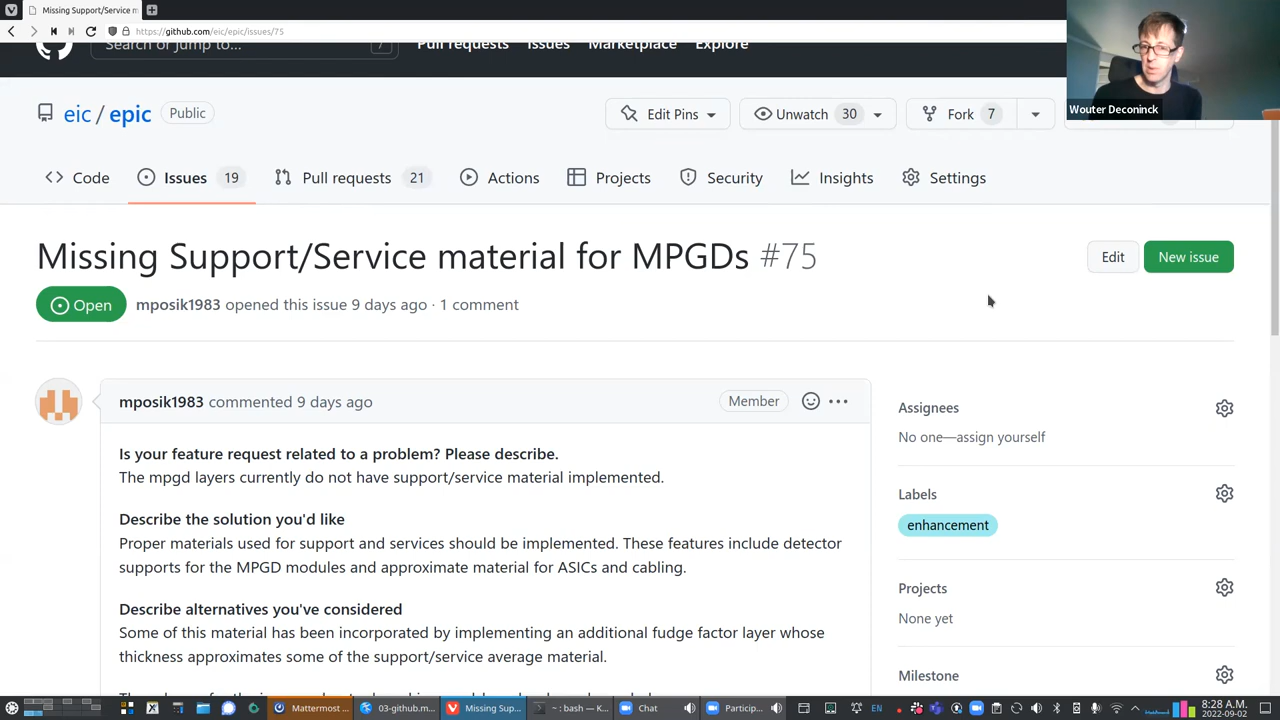 Missing Support/Service m
https://github.com/eic/epic/issues/75
Search or jump to...
/
Pull requests
Issues
Marketplace
Explore
Wouter Deconinck
eic / epic
Public
Edit Pins
Unwatch 30
Fork 7
Code
Issues 19
Pull requests 21
Actions
Projects
Security
Insights
Settings
Missing Support/Service material for MPGDs #75
Edit
New issue
Open
mposik1983 opened this issue 9 days ago · 1 comment
mposik1983 commented 9 days ago
Member
Is your feature request related to a problem? Please describe.
The mpgd layers currently do not have support/service material implemented.
Describe the solution you'd like
Proper materials used for support and services should be implemented. These features include detector
supports for the MPGD modules and approximate material for ASICs and cabling.
Describe alternatives you've considered
Some of this material has been incorporated by implementing an additional fudge factor layer whose
thickness approximates some of the support/service average material.
Assignees
No one—assign yourself
Labels
enhancement
Projects
None yet
Milestone
Mattermost ...
03-github.m...
Missing Sup...
~ : bash — K...
Chat
Particip...
EN
8:28 A.M.
2022-09-02